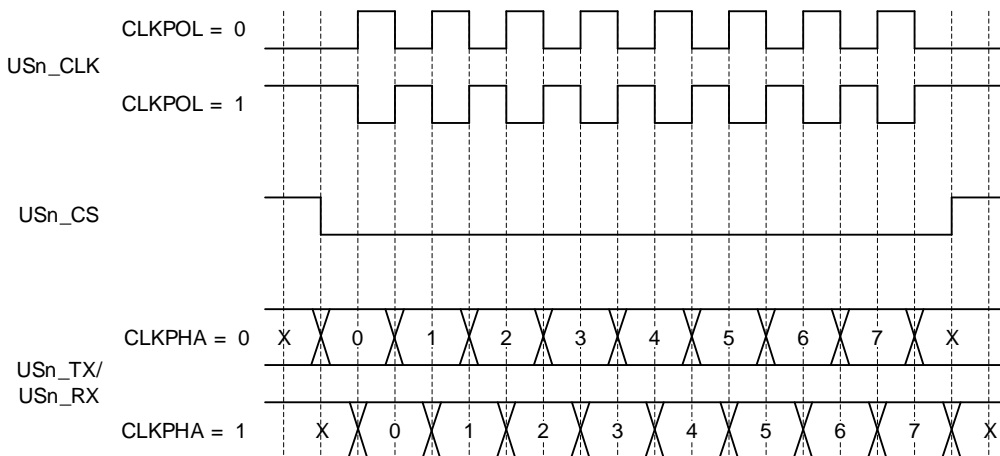 CLKPOL = 0
USn_CLK
CLKPOL = 1
USn_CS
CLKPHA = 0 X 0 1 2 3 4 5 6 7 X
USn_TX/
USn_RX
CLKPHA = 1 X 0 1 2 3 4 5 6 7 X